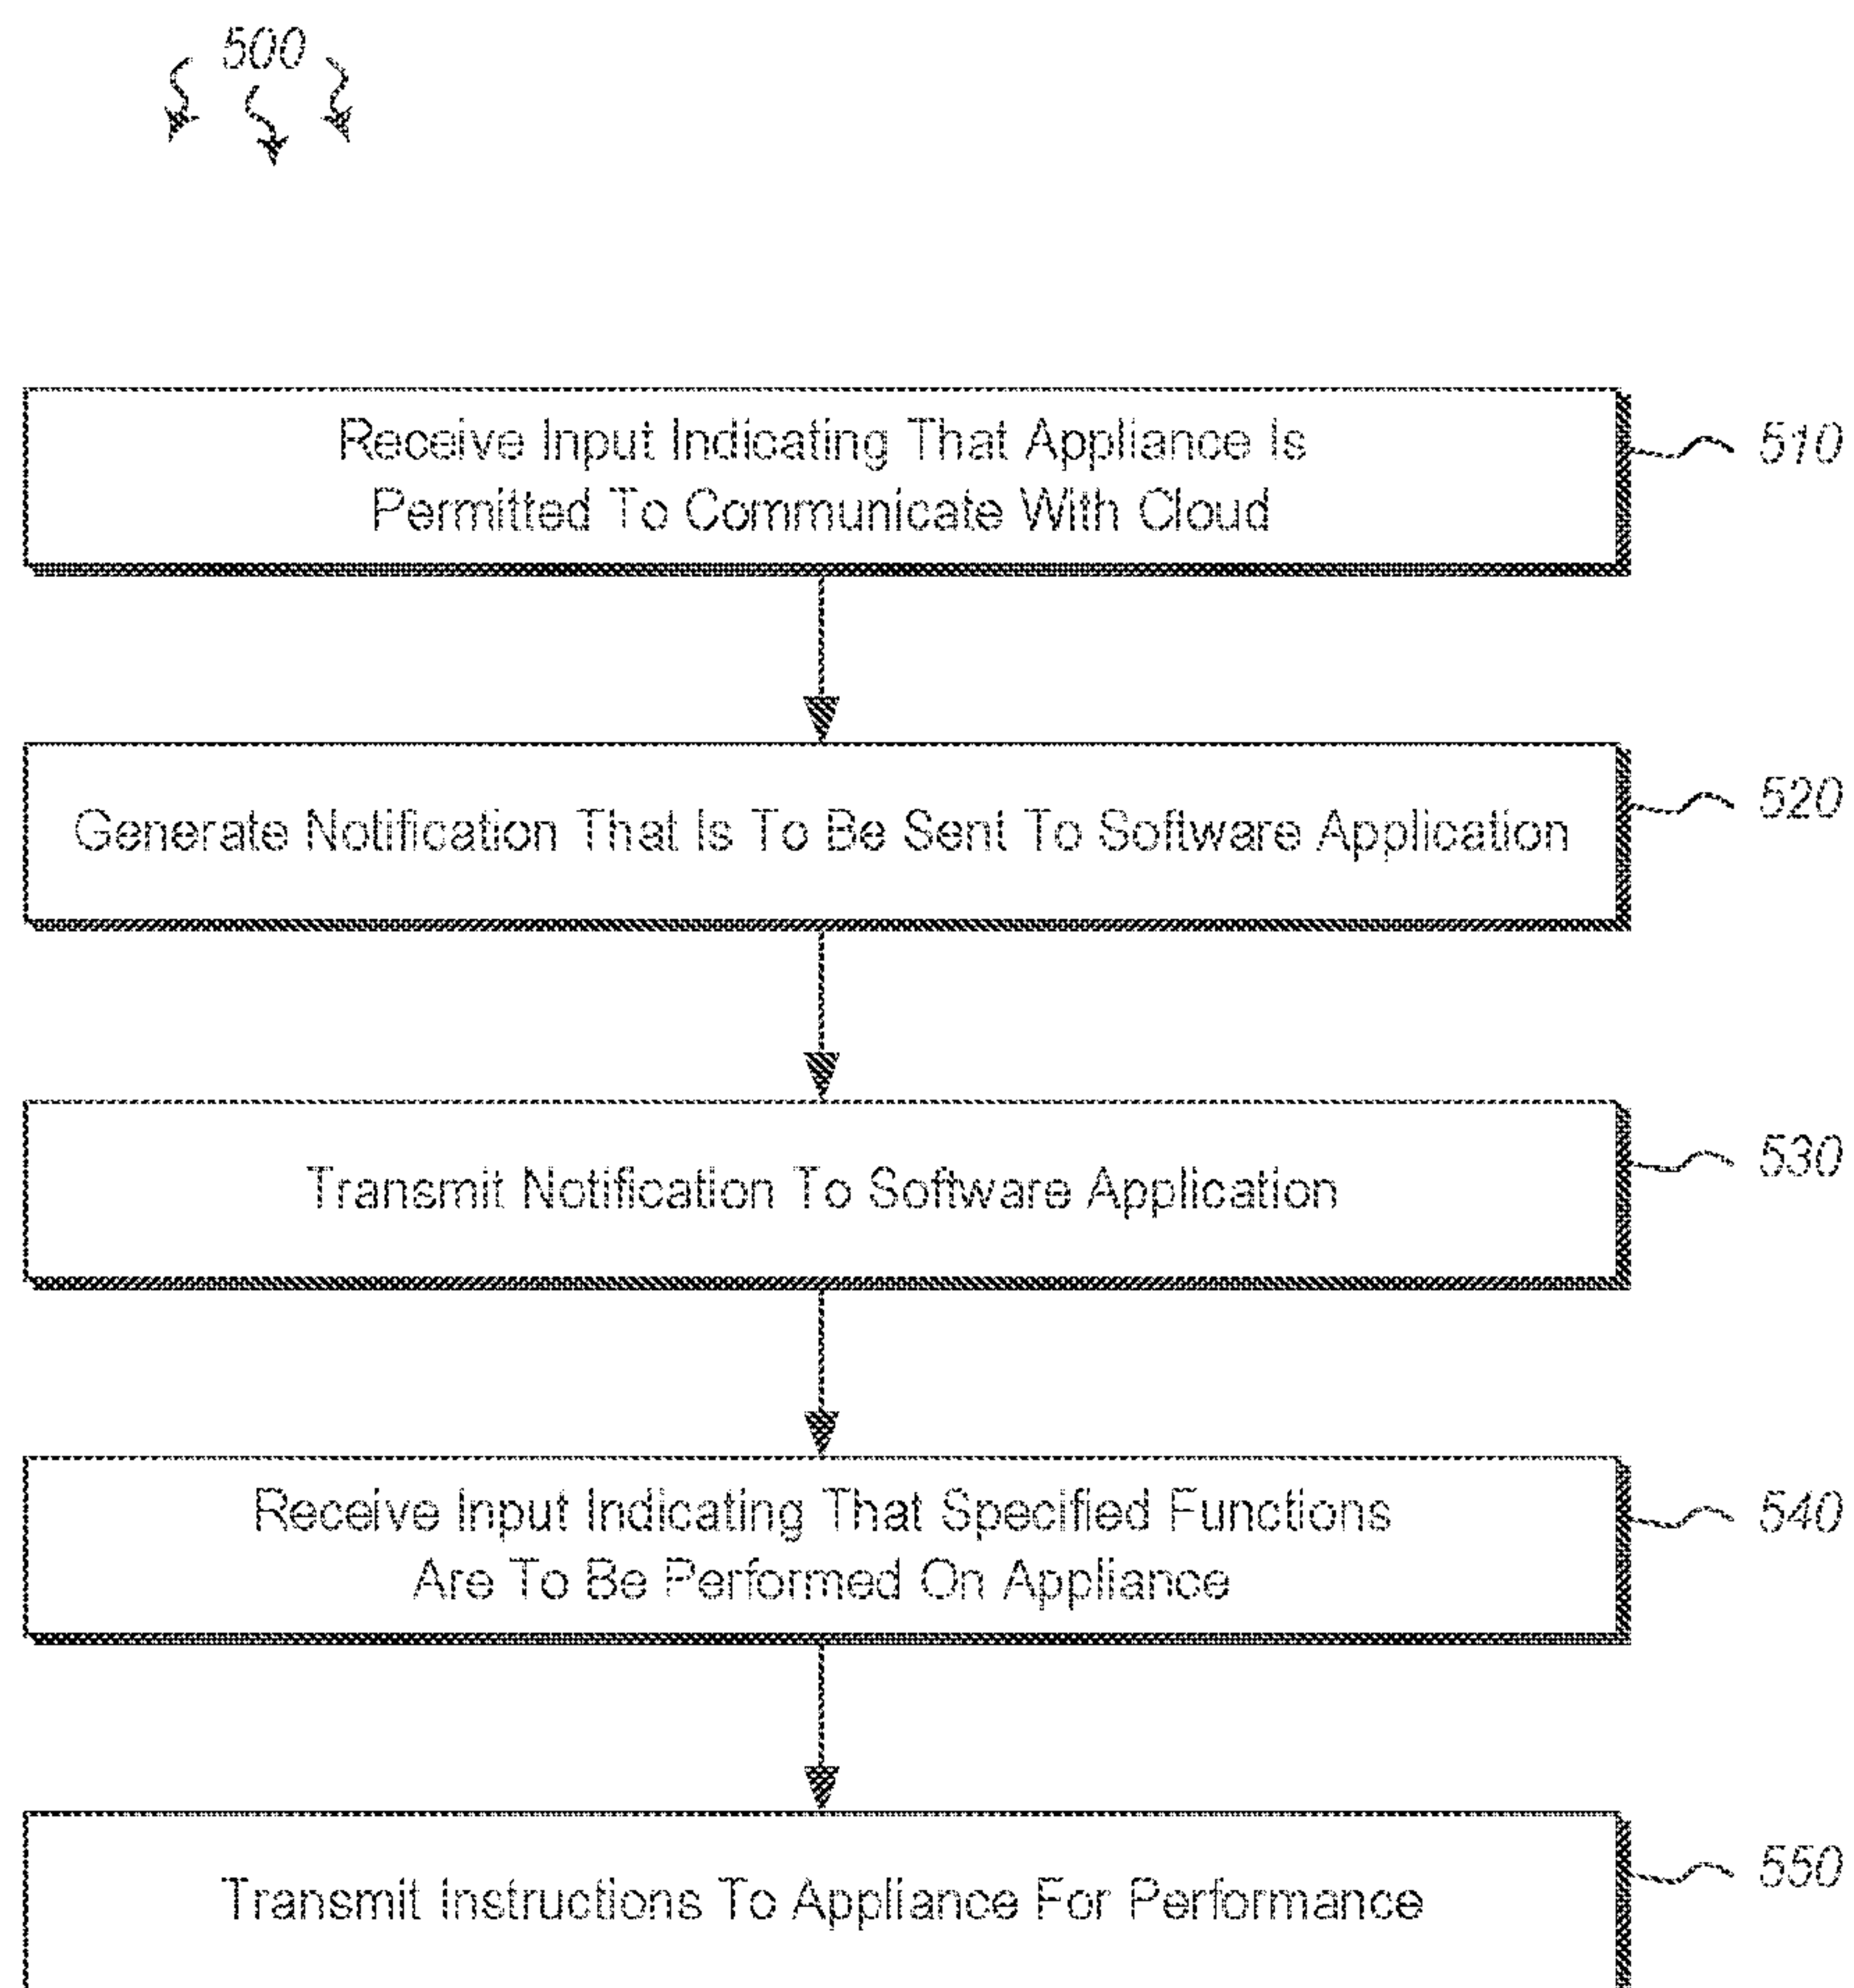 500
Receive Input Indicating That Appliance Is
Permitted To Communicate With Cloud
510
Generate Notification That Is To Be Sent To Software Application
520
Transmit Notification To Software Application
530
Receive Input Indicating That Specified Functions
Are To Be Performed On Appliance
540
Transmit Instructions To Appliance For Performance
550